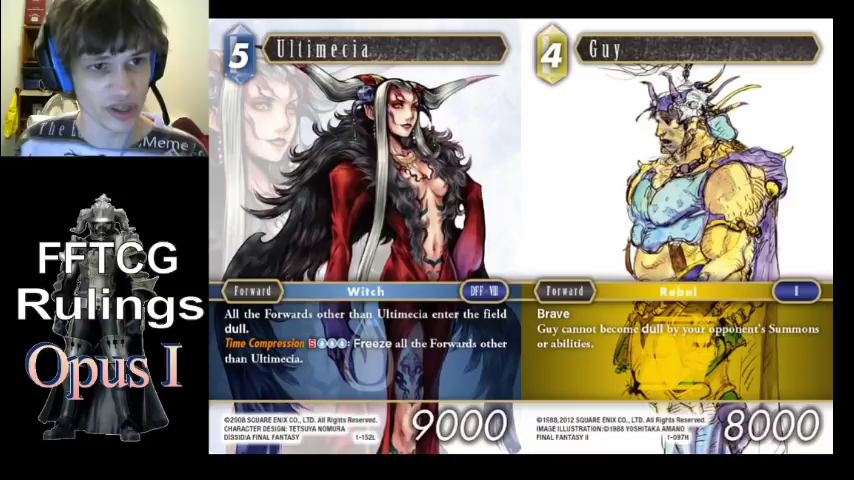 The L
Meme!
FFTCG
Rulings
Opus I
5
Ultimecia
Forward
Witch
DFF · VIII
All the Forwards other than Ultimecia enter the field
dull.
Time Compression S : Freeze all the Forwards other
than Ultimecia.
©2008 SQUARE ENIX CO., LTD. All Rights Reserved.
CHARACTER DESIGN: TETSUYA NOMURA
DISSIDIA FINAL FANTASY
1-152L
9000
4
Guy
Forward
Rebel
I
Brave
Guy cannot become dull by your opponent's Summons
or abilities.
©1988, 2012 SQUARE ENIX CO., LTD. All Rights Reserved.
IMAGE ILLUSTRATION:©1988 YOSHITAKA AMANO
FINAL FANTASY II
1-097H
8000